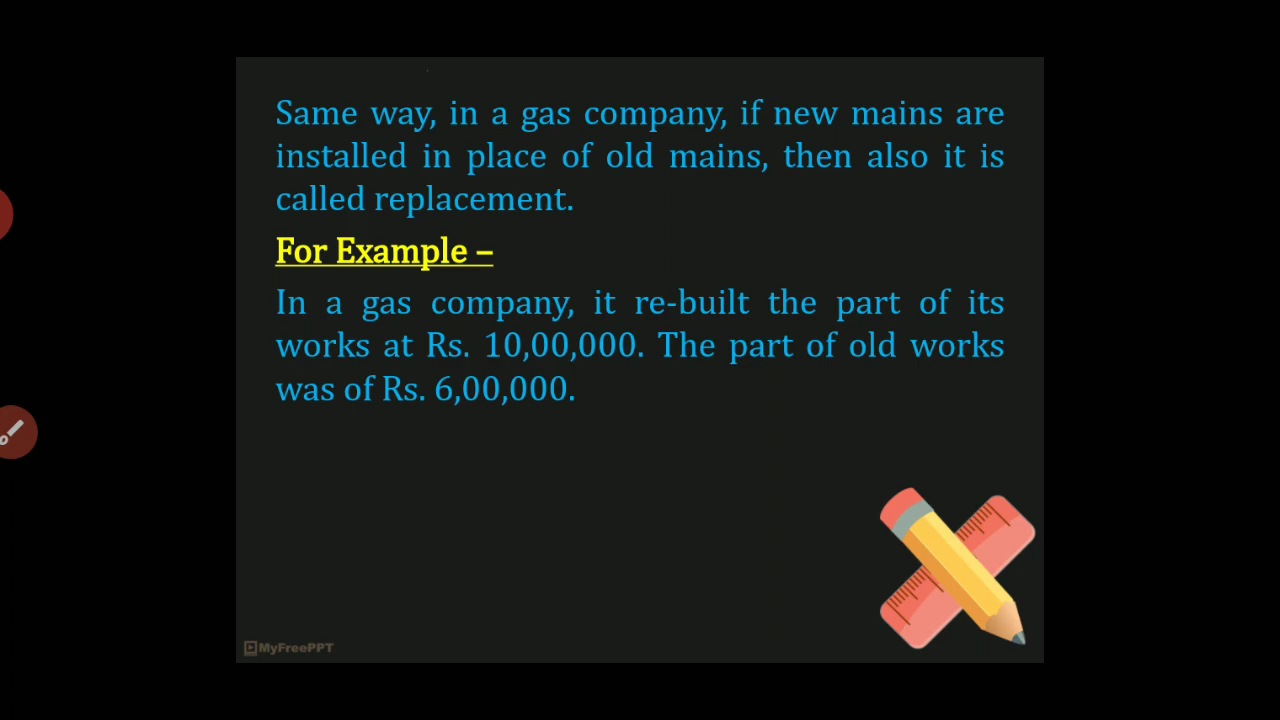 Same way, in a gas company, if new mains are
installed in place of old mains, then also it is
called replacement.
For Example –
In a gas company, it re-built the part of its
works at Rs. 10,00,000. The part of old works
was of Rs. 6,00,000.
MyFreePPT